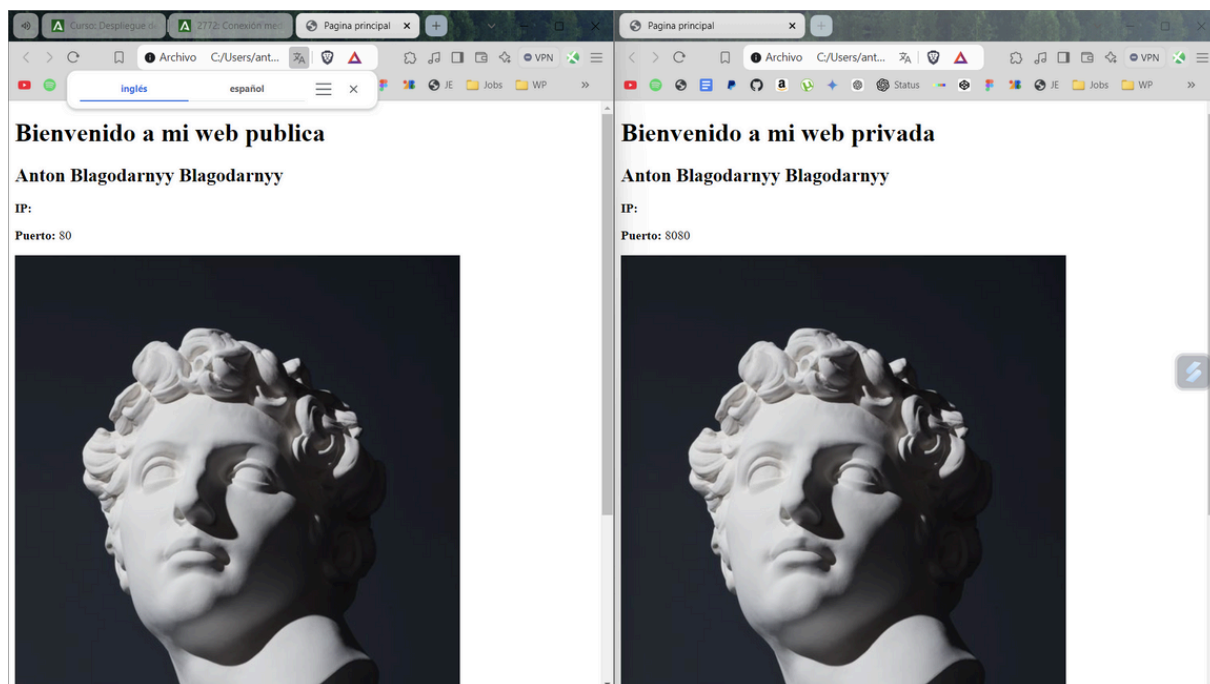 Curso: Despliegue de
2772: Conexión me
Pagina principal
Archivo C:/Users/ant...
VPN
inglés
español
JE
Jobs
WP
Bienvenido a mi web publica
Anton Blagodarnyy Blagodarnyy
IP:
Puerto: 80
Pagina principal
Archivo C:/Users/ant...
VPN
Status
JE
Jobs
WP
Bienvenido a mi web privada
Anton Blagodarnyy Blagodarnyy
IP:
Puerto: 8080